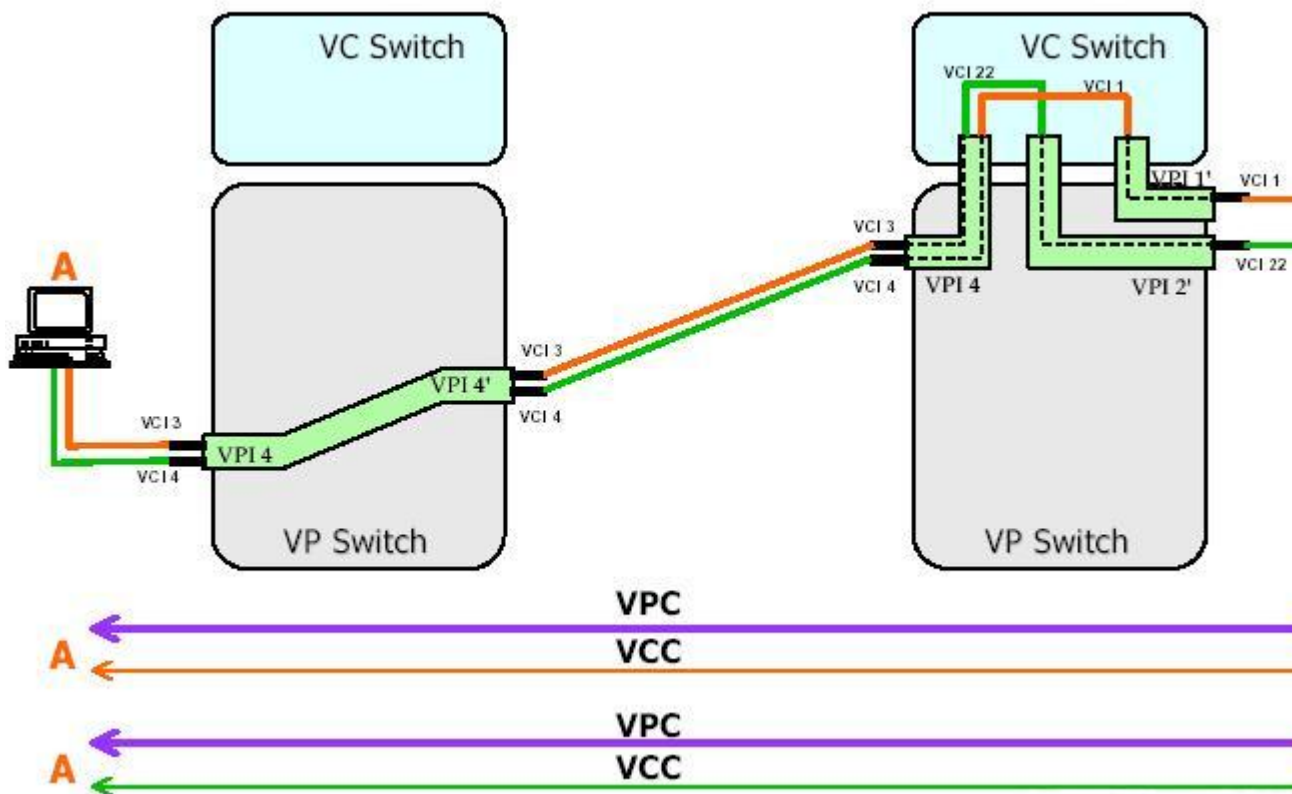 VC Switch
VC Switch
VCI 22
VCI 1
VPI 1'
VCI 1
VCI 3
A
VCI 4
VPI 4
VPI 2'
VCI 22
VCI 3
VPI 4'
VCI 4
VCI 3
VPI 4
VCI 4
VP Switch
VP Switch
VPC
A
VCC
VPC
A
VCC